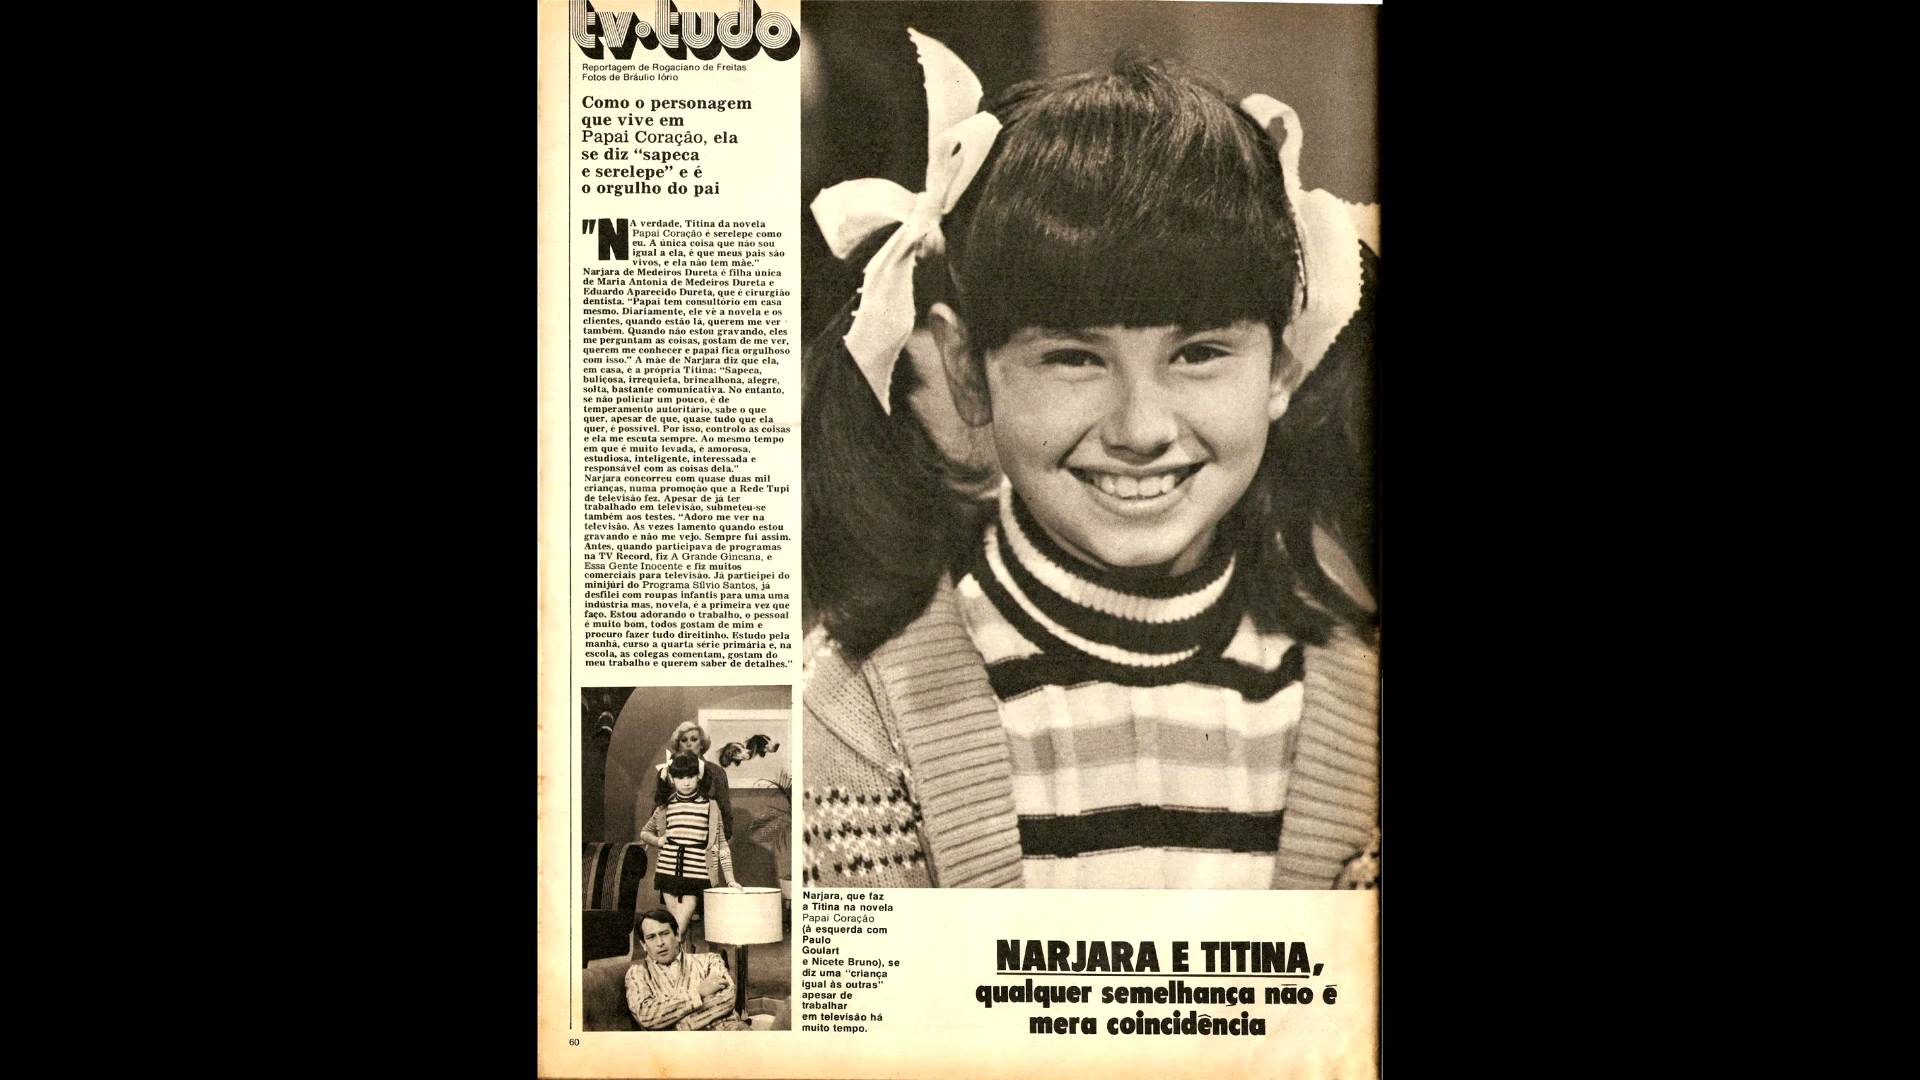 tv·tudo
Reportagem de Rogaciano de Freitas
Fotos de Bráulio Iório
Como o personagem
que vive em
Papai Coração, ela
se diz “sapeca
e serelepe” e é
o orgulho do pai
"NA verdade, Titina da novela
Papai Coração é serelepe como
eu. A única coisa que não sou
igual a ela, é que meus pais são
vivos, e ela não tem mãe.”
Narjara de Medeiros Dureta é filha única
de Maria Antonia de Medeiros Dureta e
Eduardo Aparecido Dureta, que é cirurgião
dentista. “Papai tem consultório em casa
mesmo. Diariamente, ele vê a novela e os
clientes, quando estão lá, querem me ver
também. Quando não estou gravando, eles
me perguntam as coisas, gostam de me ver,
querem me conhecer e papai fica orgulhoso
com isso.” A mãe de Narjara diz que ela,
em casa, é a própria Titina: “Sapeca,
buliçosa, irrequieta, brincalhona, alegre,
solta, bastante comunicativa. No entanto,
se não policiar um pouco, é de
temperamento autoritário, sabe o que
quer, apesar de que, quase tudo que ela
quer, é possível. Por isso, controlo as coisas
e ela me escuta sempre. Ao mesmo tempo
em que é muito levada, é amorosa,
estudiosa, inteligente, interessada e
responsável com as coisas dela.”
Narjara concorreu com quase duas mil
crianças, numa promoção que a Rede Tupi
de televisão fez. Apesar de já ter
trabalhado em televisão, submeteu-se
também aos testes. “Adoro me ver na
televisão. Às vezes lamento quando estou
gravando e não me vejo. Sempre fui assim.
Antes, quando participava de programas
na TV Record, fiz A Grande Gincana, e
Essa Gente Inocente e fiz muitos
comerciais para televisão. Já participei do
minijúri do Programa Sílvio Santos, já
desfilei com roupas infantis para uma uma
indústria mas, novela, é a primeira vez que
faço. Estou adorando o trabalho, o pessoal
é muito bom, todos gostam de mim e
procuro fazer tudo direitinho. Estudo pela
manhã, curso a quarta série primária e, na
escola, as colegas comentam, gostam do
meu trabalho e querem saber de detalhes.”
Narjara, que faz
a Titina na novela
Papai Coração
(à esquerda com
Paulo
Goulart
e Nicete Bruno), se
diz uma “criança
igual às outras”
apesar de
trabalhar
em televisão há
muito tempo.
NARJARA E TITINA,
qualquer semelhança não é
mera coincidência
60